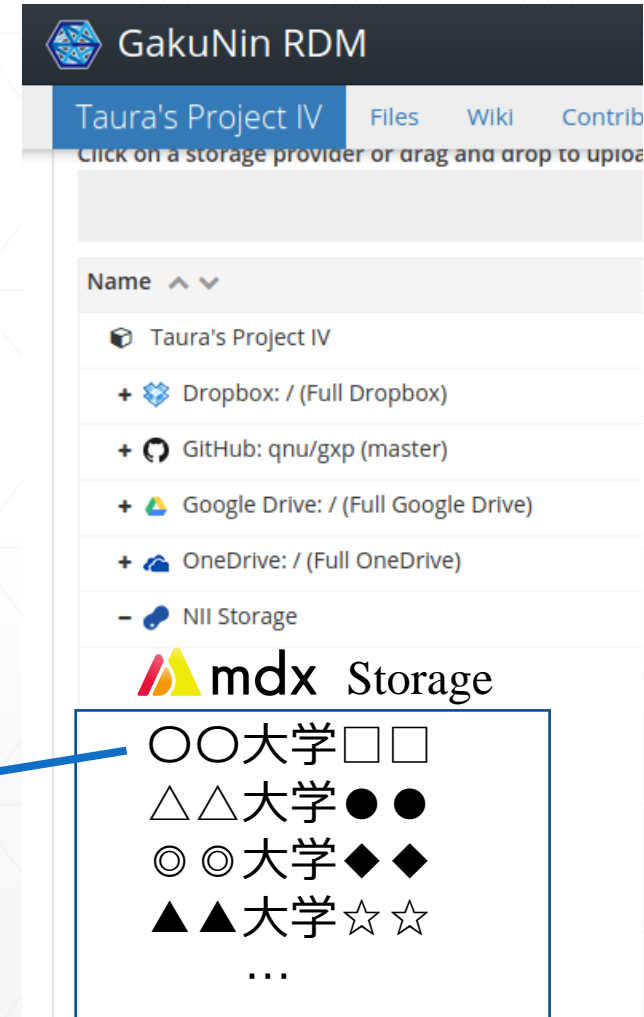 GakuNin RDM
Taura's Project IV Files Wiki Contrib
Click on a storage provider or drag and drop to uploa
Name
Taura's Project IV
+ Dropbox: / (Full Dropbox)
+ GitHub: qnu/gxp (master)
+ Google Drive: / (Full Google Drive)
+ OneDrive: / (Full OneDrive)
− NII Storage
mdx Storage
〇〇大学□□
△△大学●●
◎◎大学◆◆
▲▲大学☆☆
…